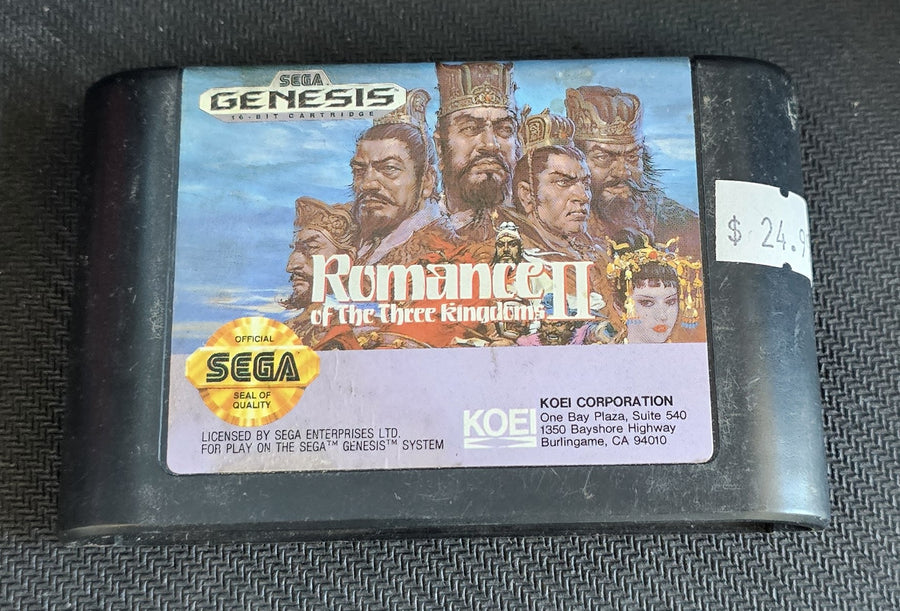 SEGA
GENESIS
16-BIT CARTRIDGE
$ 24.9
Romance II
of The Three Kingdoms
OFFICIAL
SEGA
SEAL OF
QUALITY
LICENSED BY SEGA ENTERPRISES LTD.
FOR PLAY ON THE SEGA™ GENESIS™ SYSTEM
KOEI
KOEI CORPORATION
One Bay Plaza, Suite 540
1350 Bayshore Highway
Burlingame, CA 94010